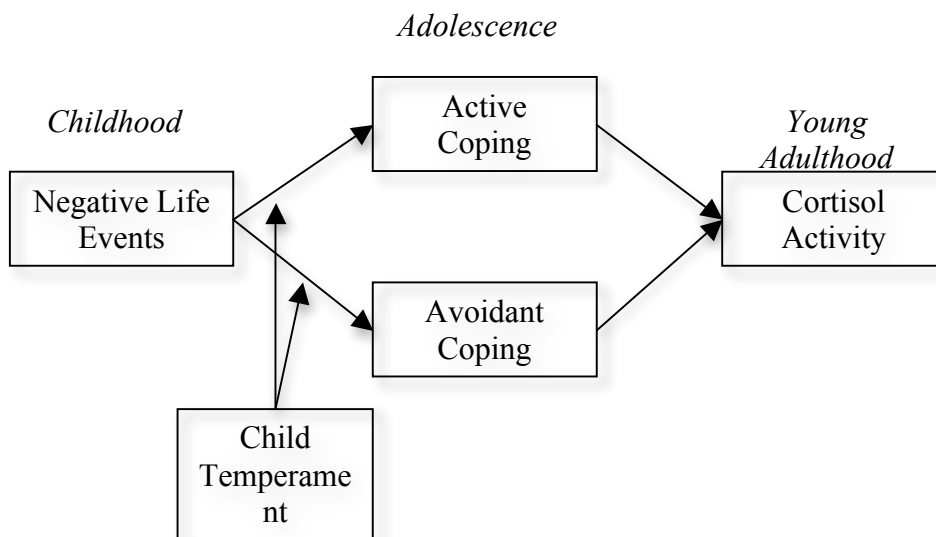 Adolescence
Childhood
Active
Coping
Young
Adulthood
Negative Life
Events
Cortisol
Activity
Avoidant
Coping
Child
Temperame
nt